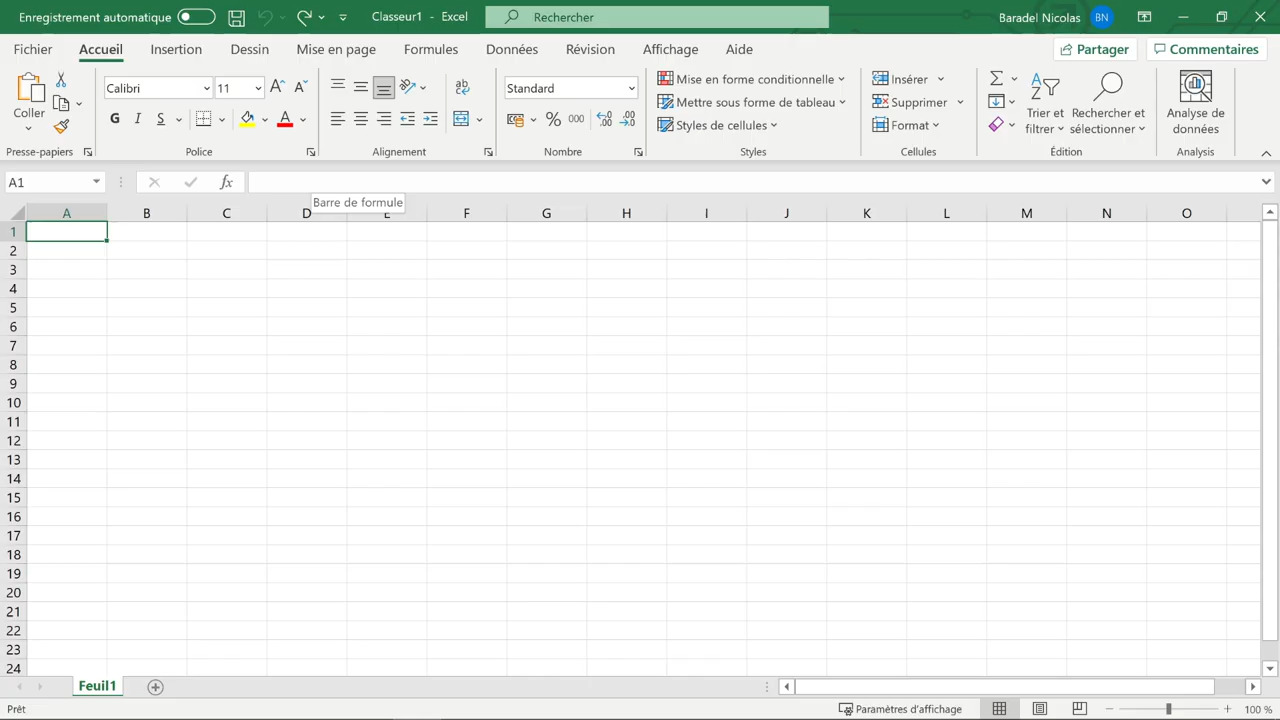 Enregistrement automatique Classeur1 - Excel Rechercher Baradel Nicolas BN
Fichier Accueil Insertion Dessin Mise en page Formules Données Révision Affichage Aide Partager Commentaires
Coller
Calibri 11
G I S A
Standard
% 000
Mise en forme conditionnelle
Mettre sous forme de tableau
Styles de cellules
Insérer
Supprimer
Format
Trier et
filtrer
Rechercher et
sélectionner
Analyse de
données
Presse-papiers Police Alignement Nombre Styles Cellules Édition Analysis
A1 fx
Barre de formule
A B C D E F G H I J K L M N O
1
2
3
4
5
6
7
8
9
10
11
12
13
14
15
16
17
18
19
20
21
22
23
24
Feuil1
Prêt Paramètres d'affichage 100 %